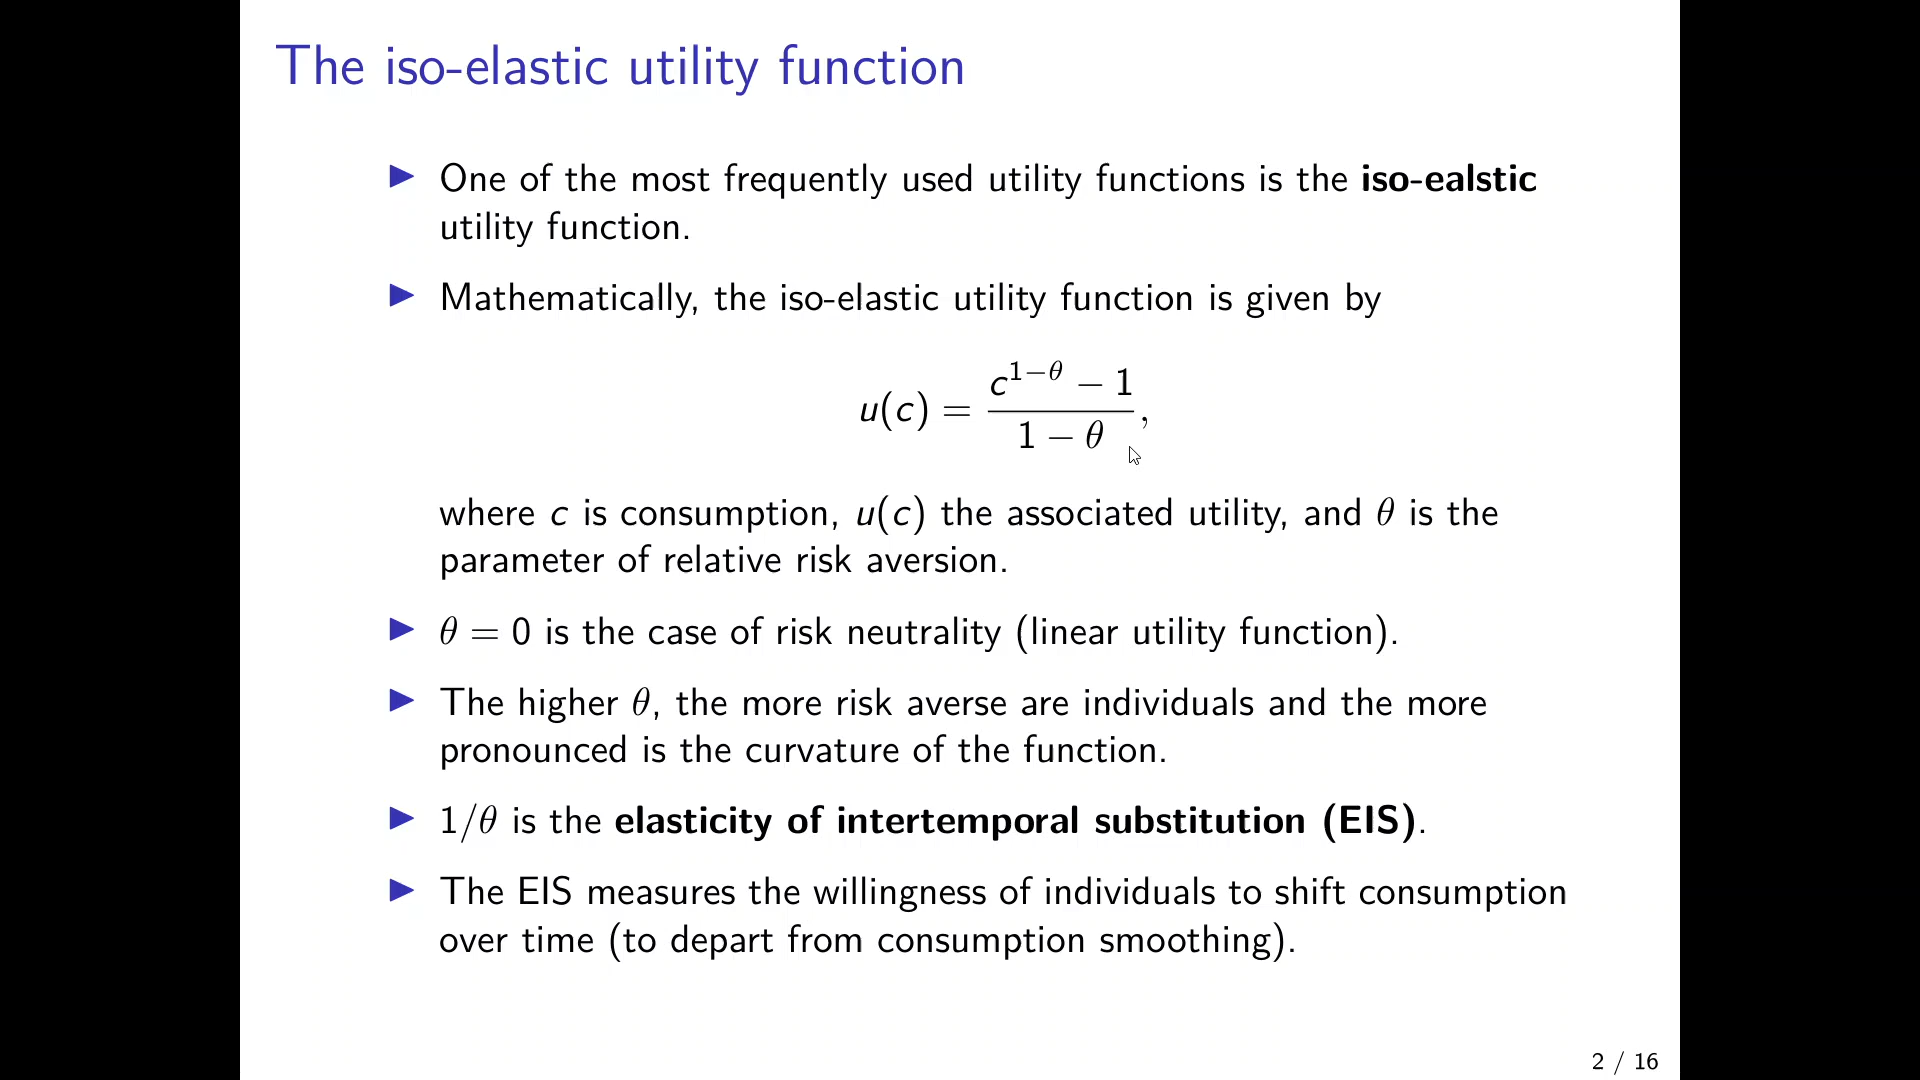 The iso-elastic utility function
▶ One of the most frequently used utility functions is the iso-ealstic
utility function.
▶ Mathematically, the iso-elastic utility function is given by
u(c) = \frac{c^{1−θ} − 1}{1 − θ},
where c is consumption, u(c) the associated utility, and θ is the
parameter of relative risk aversion.
▶ θ = 0 is the case of risk neutrality (linear utility function).
▶ The higher θ, the more risk averse are individuals and the more
pronounced is the curvature of the function.
▶ 1/θ is the elasticity of intertemporal substitution (EIS).
▶ The EIS measures the willingness of individuals to shift consumption
over time (to depart from consumption smoothing).
2 / 16